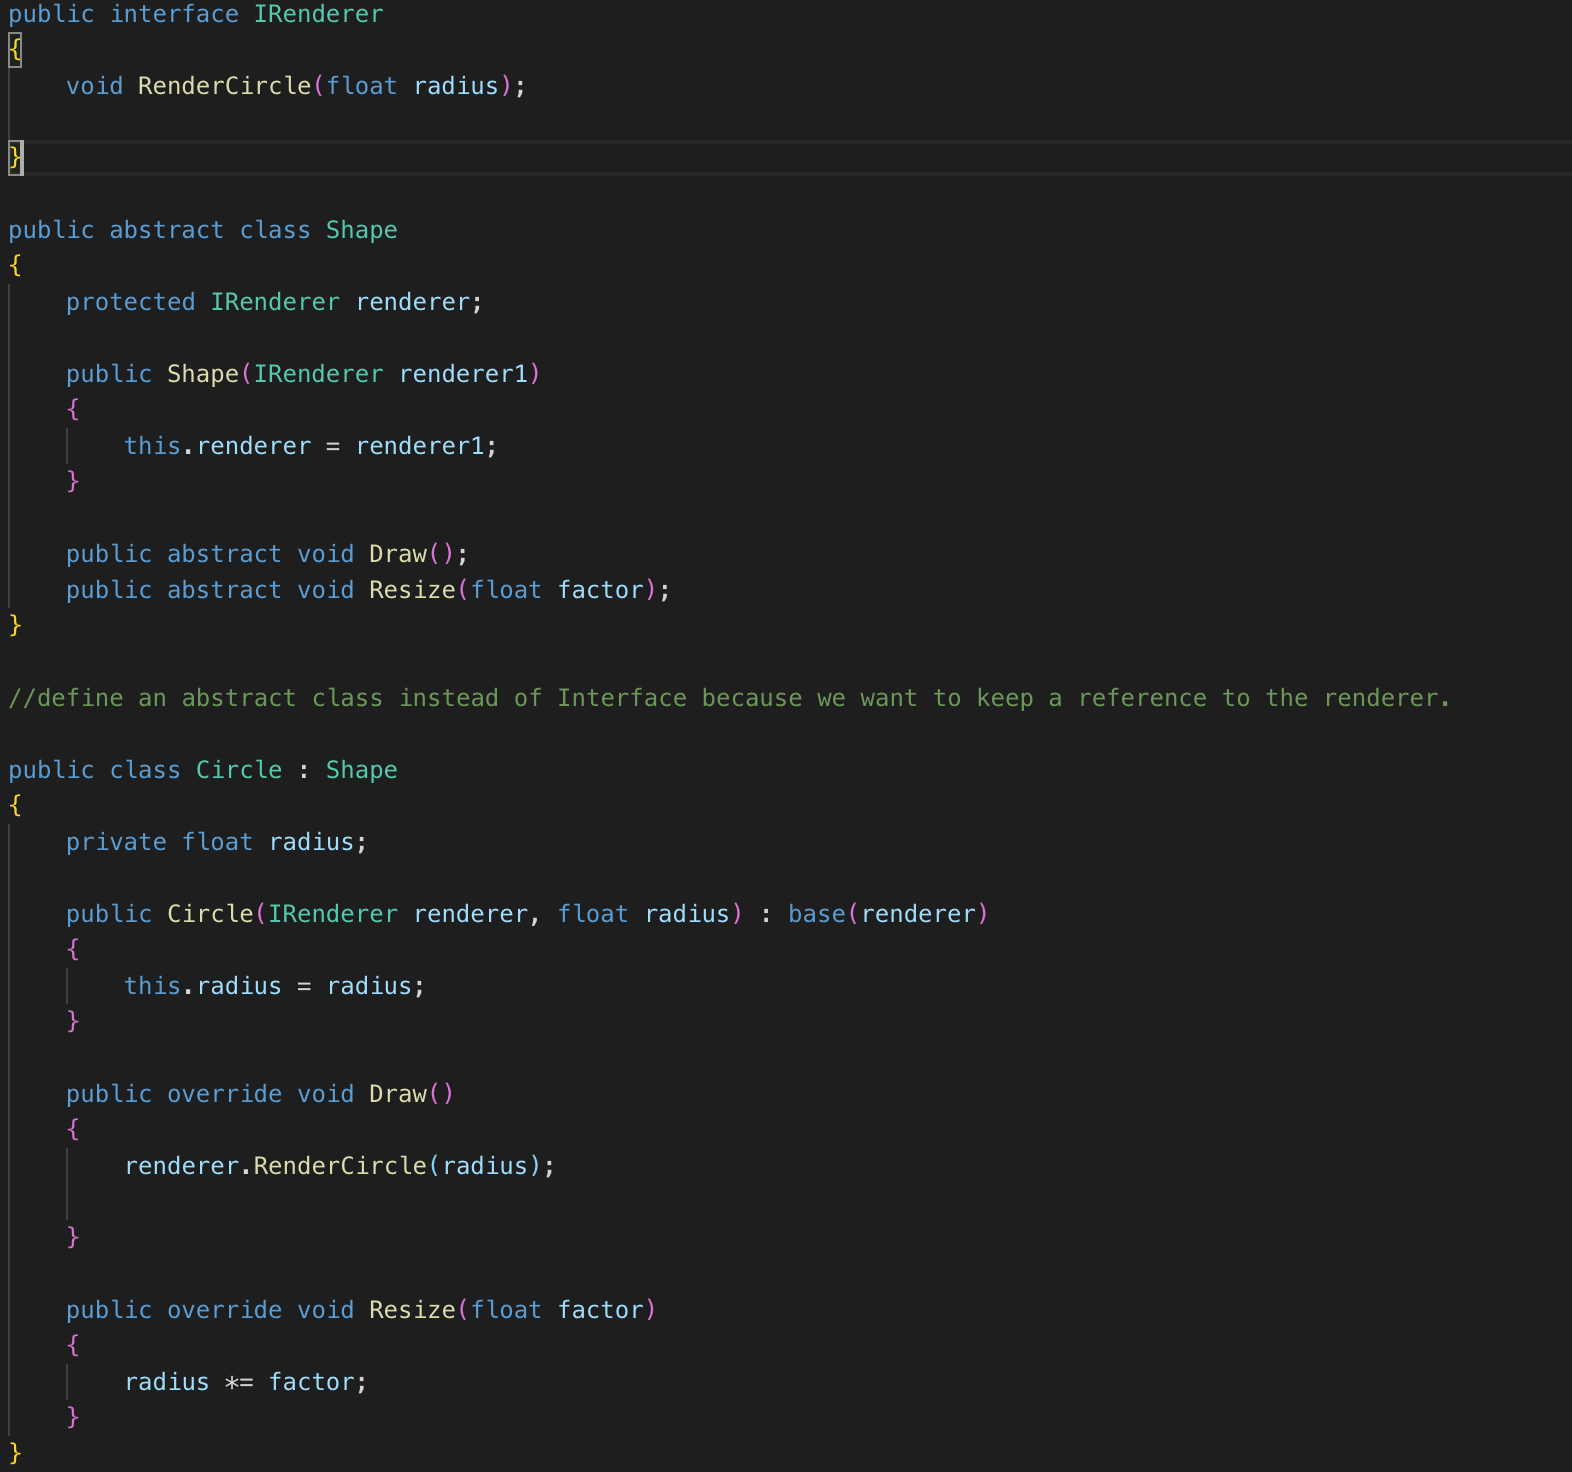 public interface IRenderer
{
    void RenderCircle(float radius);

}

public abstract class Shape
{
    protected IRenderer renderer;

    public Shape(IRenderer renderer1)
    {
        this.renderer = renderer1;
    }

    public abstract void Draw();
    public abstract void Resize(float factor);
}

//define an abstract class instead of Interface because we want to keep a reference to the renderer.

public class Circle : Shape
{
    private float radius;

    public Circle(IRenderer renderer, float radius) : base(renderer)
    {
        this.radius = radius;
    }

    public override void Draw()
    {
        renderer.RenderCircle(radius);

    }

    public override void Resize(float factor)
    {
        radius *= factor;
    }
}